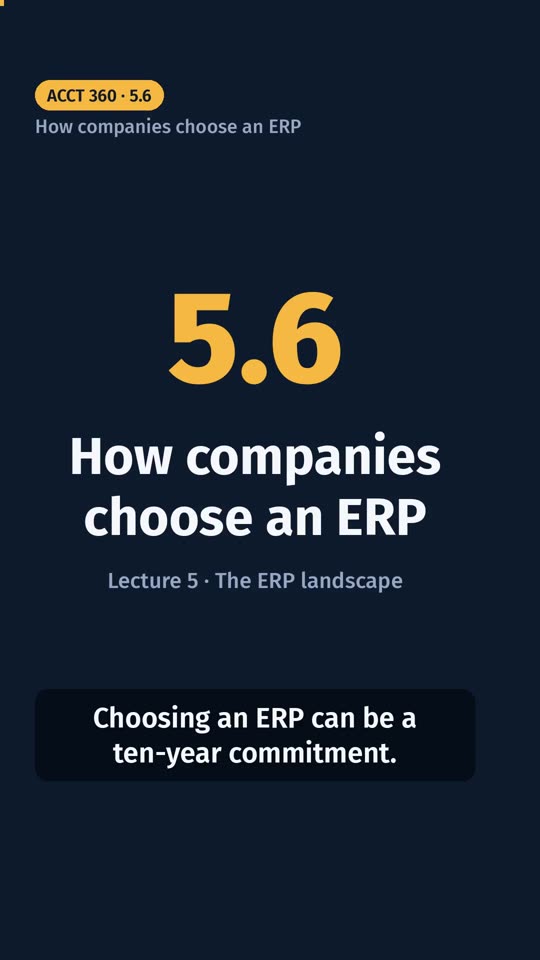 ACCT 360 · 5.6
How companies choose an ERP
5.6
How companies
choose an ERP
Lecture 5 · The ERP landscape
Choosing an ERP can be a
ten-year commitment.